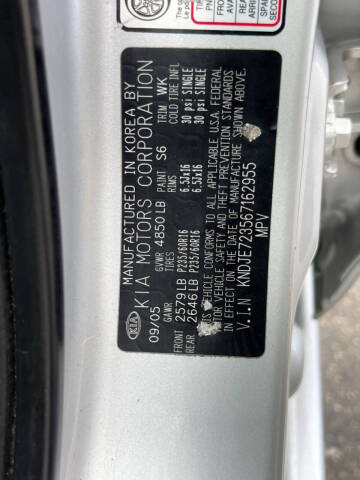 KIA
MANUFACTURED IN KOREA BY
KIA MOTORS CORPORATION
09/05 GVWR 4850 LB PAINT S6 TRIM WK
GAWR TIRES RIMS COLD TIRE INFL
FRONT 2579 LB P235/60R16 6.5Jx16 30 psi SINGLE
REAR 2646 LB P235/60R16 6.5Jx16 30 psi SINGLE
THIS VEHICLE CONFORMS TO ALL APPLICABLE U.S.A. FEDERAL
MOTOR VEHICLE SAFETY AND THEFT PREVENTION STANDARDS
IN EFFECT ON THE DATE OF MANUFACTURE SHOWN ABOVE.
V.I.N KNDJE723567162955
MPV